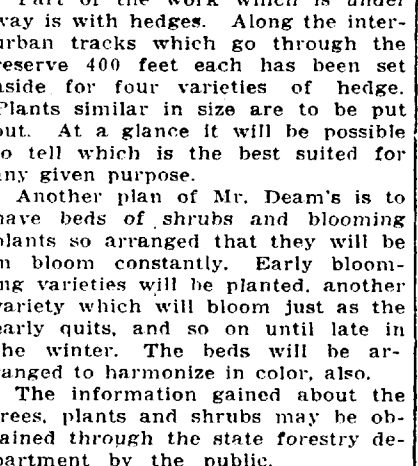 Part of the work which is under
way is with hedges. Along the inter-
urban tracks which go through the
reserve 400 feet each has been set
aside for four varieties of hedge.
Plants similar in size are to be put
out. At a glance it will be possible
to tell which is the best suited for
any given purpose.
Another plan of Mr. Deam's is to
have beds of shrubs and blooming
plants so arranged that they will be
in bloom constantly. Early bloom-
ing varieties will be planted, another
variety which will bloom just as the
early quits, and so on until late in
the winter. The beds will be ar-
ranged to harmonize in color, also.
The information gained about the
trees, plants and shrubs may be ob-
tained through the state forestry de-
partment by the public.